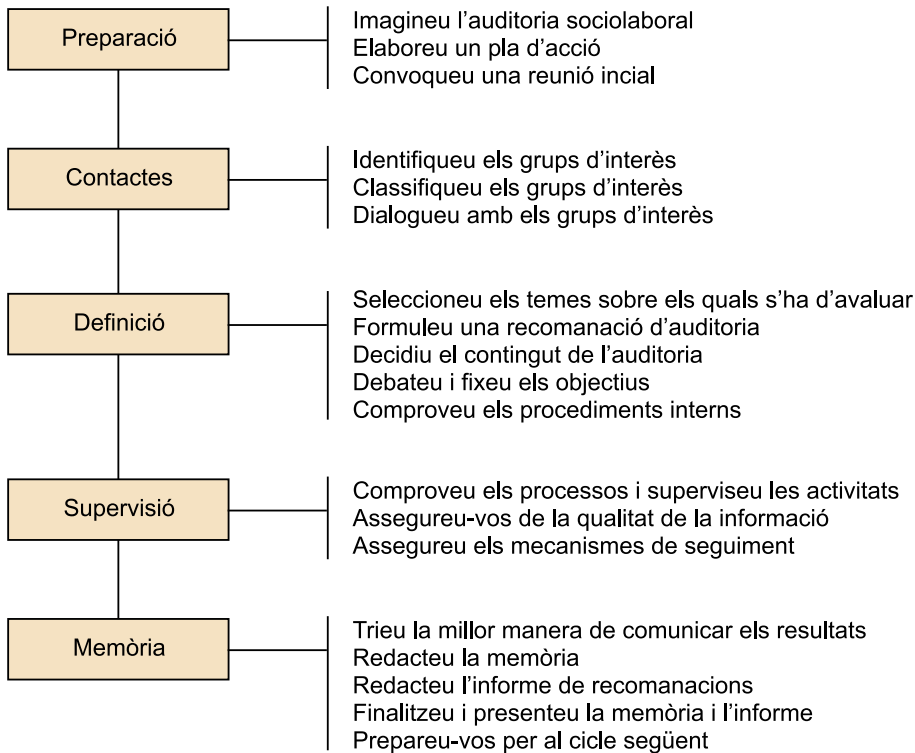 Preparació
Imagineu l’auditoria sociolaboral
Elaboreu un pla d’acció
Convoqueu una reunió incial
Contactes
Identifiqueu els grups d’interès
Classifiqueu els grups d’interès
Dialogueu amb els grups d’interès
Definició
Seleccioneu els temes sobre els quals s’ha d’avaluar
Formuleu una recomanació d’auditoria
Decidiu el contingut de l’auditoria
Debateu i fixeu els objectius
Comproveu els procediments interns
Supervisió
Comproveu els processos i superviseu les activitats
Assegureu-vos de la qualitat de la informació
Assegureu els mecanismes de seguiment
Memòria
Trieu la millor manera de comunicar els resultats
Redacteu la memòria
Redacteu l’informe de recomanacions
Finalitzeu i presenteu la memòria i l’informe
Prepareu-vos per al cicle següent